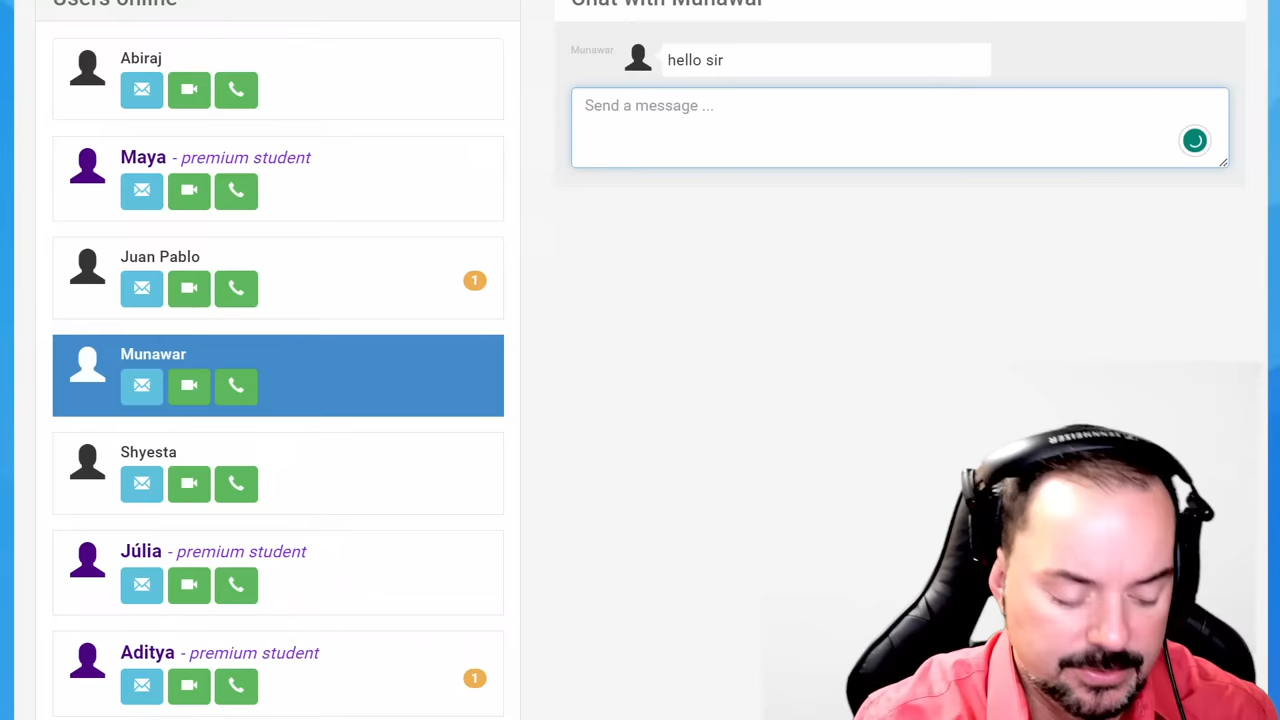 Users online
Abiraj
Maya - premium student
Juan Pablo
1
Munawar
Shyesta
Júlia - premium student
Aditya - premium student
1
Chat with Munawar
Munawar
hello sir
Send a message ...
SENNHEISER